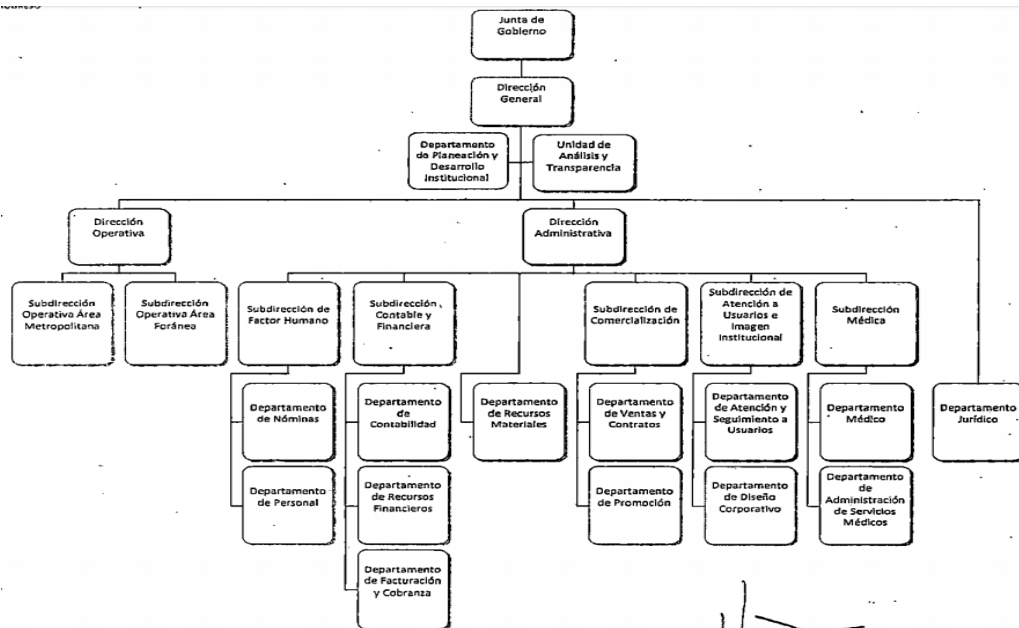 Junta de
Gobierno
Dirección
General
Departamento
de Planeación y
Desarrollo
Institucional
Unidad de
Análisis y
Transparencia
Dirección
Operativa
Dirección
Administrativa
Subdirección
Operativa Área
Metropolitana
Subdirección
Operativa Área
Foránea
Subdirección de
Factor Humano
Subdirección
Contable y
Financiera
Subdirección de
Comercialización
Subdirección de
Atención a
Usuarios e
Imagen
Institucional
Subdirección
Médica
Departamento
de Nóminas
Departamento
de
Contabilidad
Departamento
de Recursos
Materiales
Departamento
de Ventas y
Contratos
Departamento
de Atención y
Seguimiento a
Usuarios
Departamento
Médico
Departamento
Jurídico
Departamento
de Personal
Departamento
de Recursos
Financieros
Departamento
de Promoción
Departamento
de Diseño
Corporativo
Departamento
de
Administración
de Servicios
Médicos
Departamento
de Facturación
y Cobranza